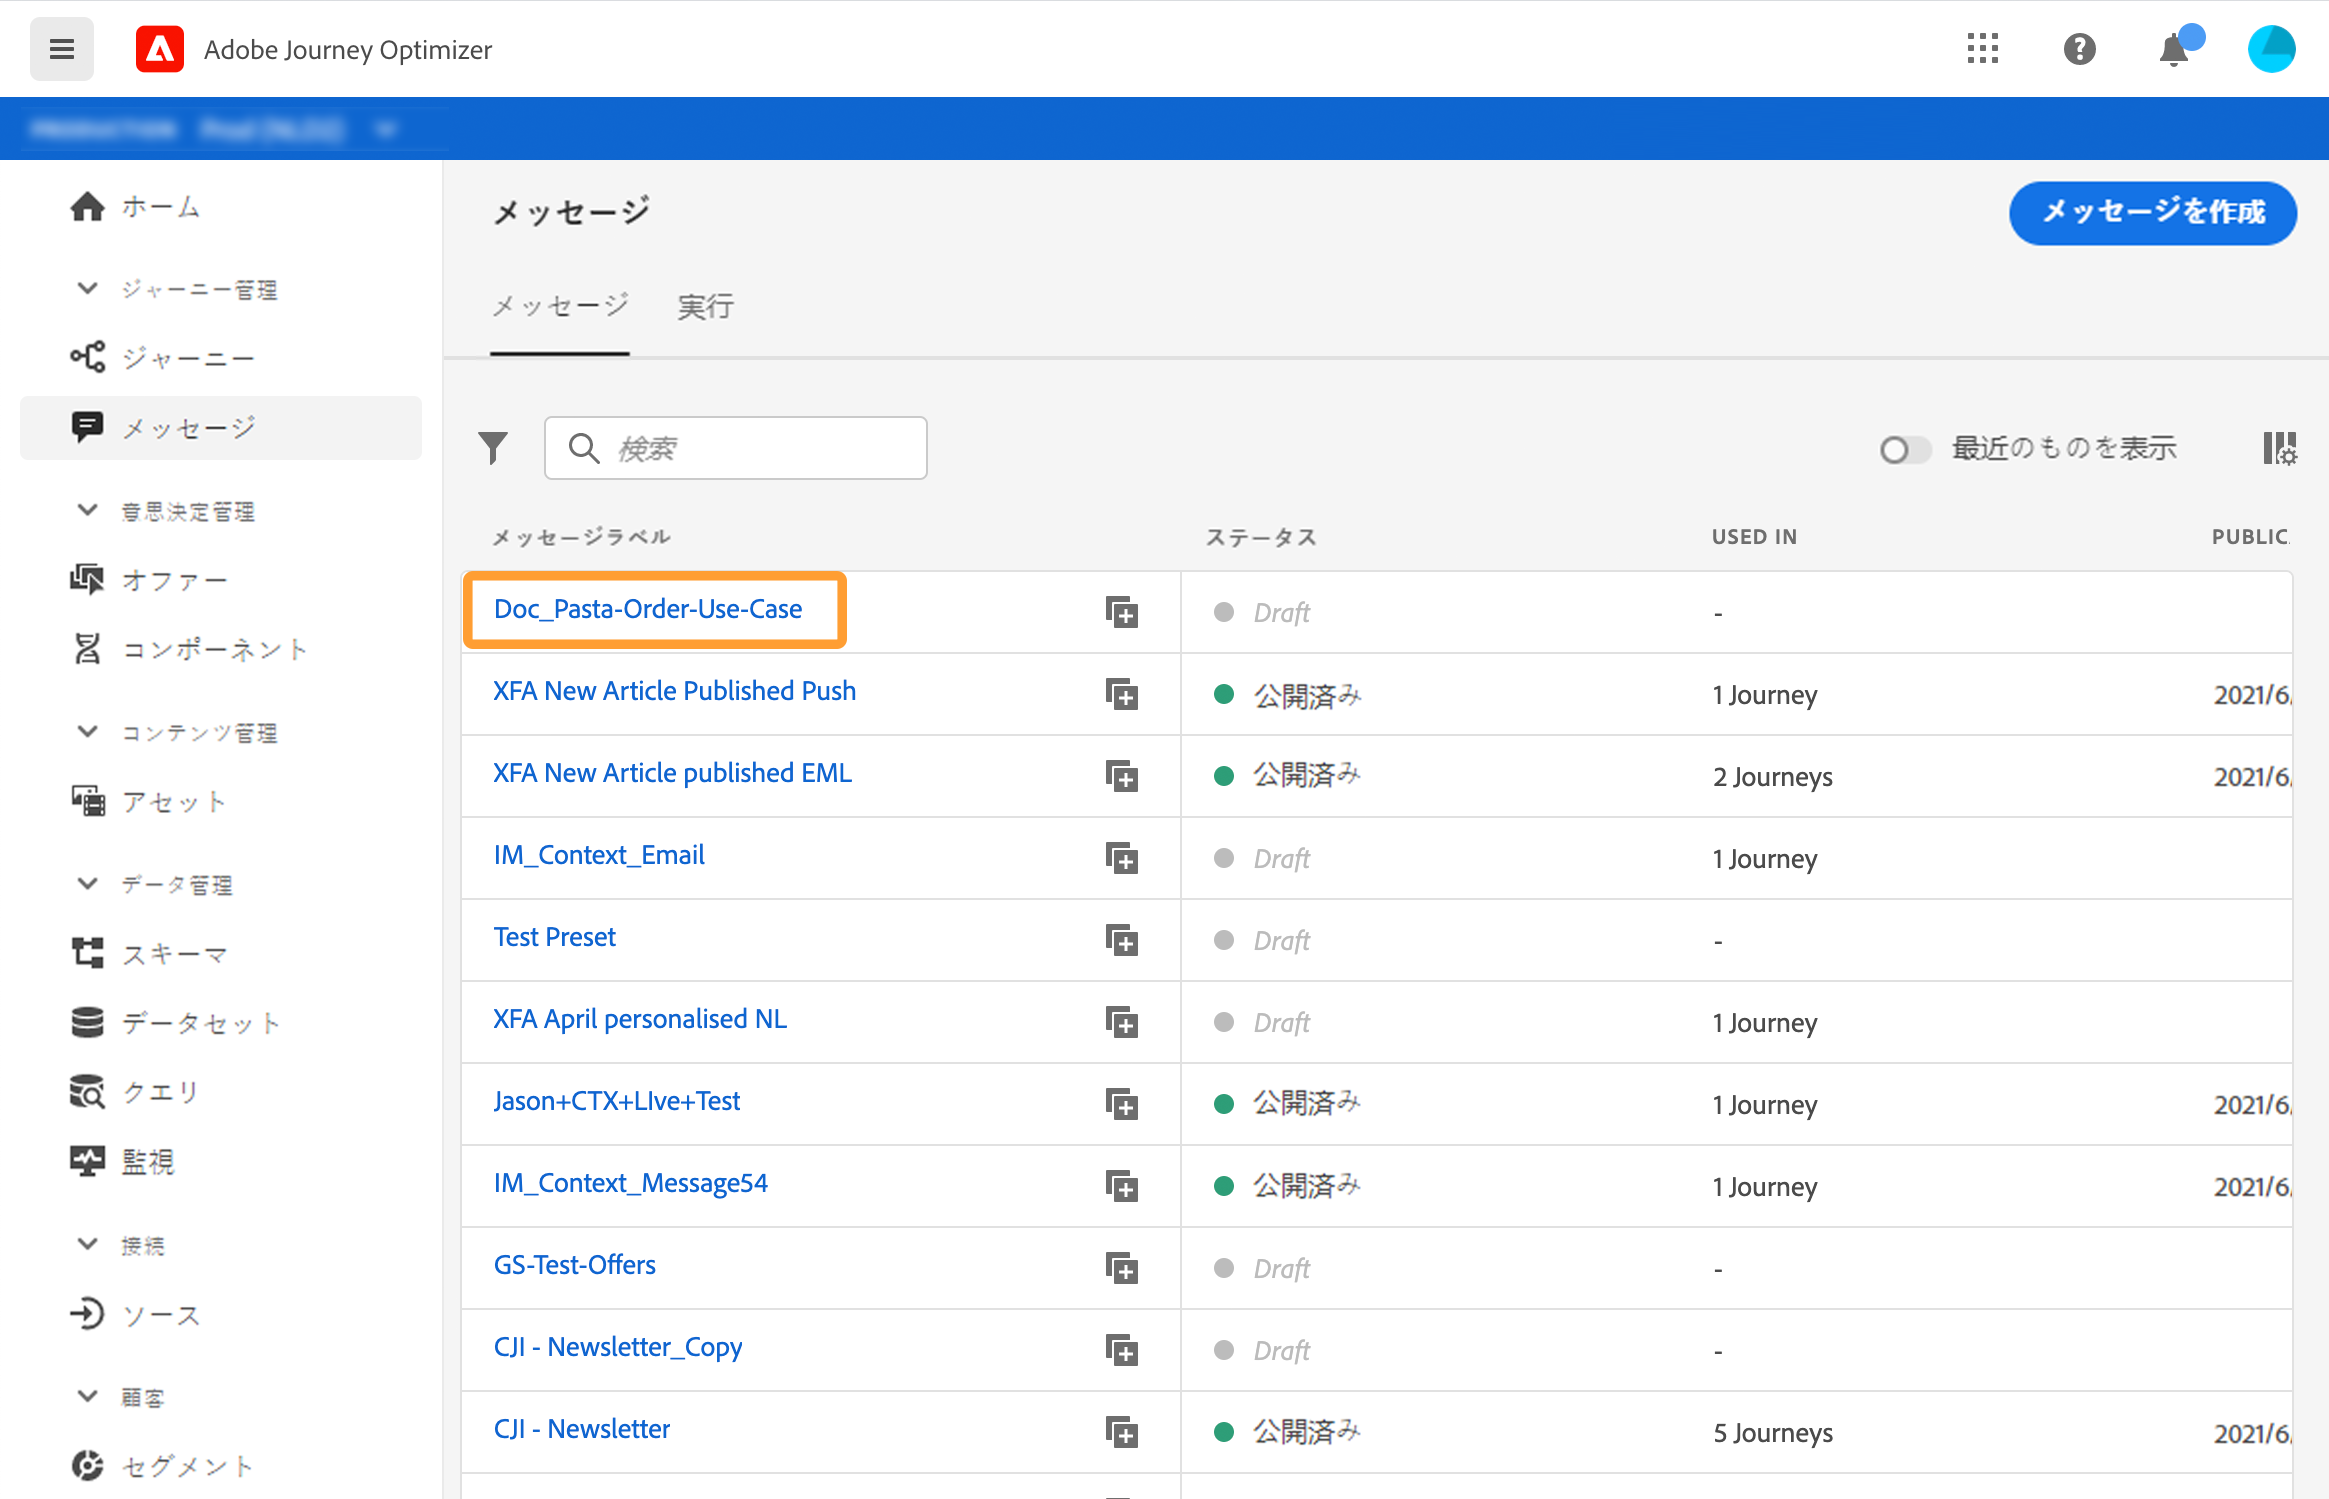 Adobe Journey Optimizer
ホーム
ジャーニー管理
ジャーニー
メッセージ
意思決定管理
オファー
コンポーネント
コンテンツ管理
アセット
データ管理
スキーマ
データセット
クエリ
監視
接続
ソース
顧客
セグメント
メッセージ
メッセージを作成
メッセージ 実行
検索
最近のものを表示
メッセージラベル ステータス USED IN PUBLIC
Doc_Pasta-Order-Use-Case Draft -
XFA New Article Published Push 公開済み 1 Journey 2021/6/
XFA New Article published EML 公開済み 2 Journeys 2021/6/
IM_Context_Email Draft 1 Journey
Test Preset Draft -
XFA April personalised NL Draft 1 Journey
Jason+CTX+LIve+Test 公開済み 1 Journey 2021/6/
IM_Context_Message54 公開済み 1 Journey 2021/6/
GS-Test-Offers Draft -
CJI - Newsletter_Copy Draft -
CJI - Newsletter 公開済み 5 Journeys 2021/6/